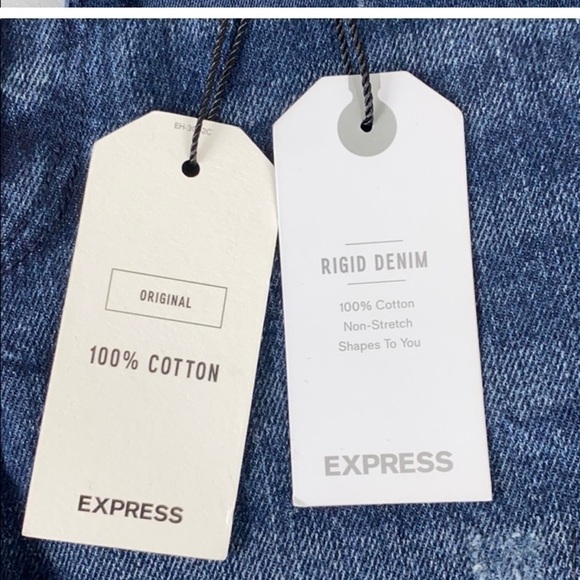 ORIGINAL
100% COTTON
EXPRESS
RIGID DENIM
100% Cotton
Non-Stretch
Shapes To You
EXPRESS